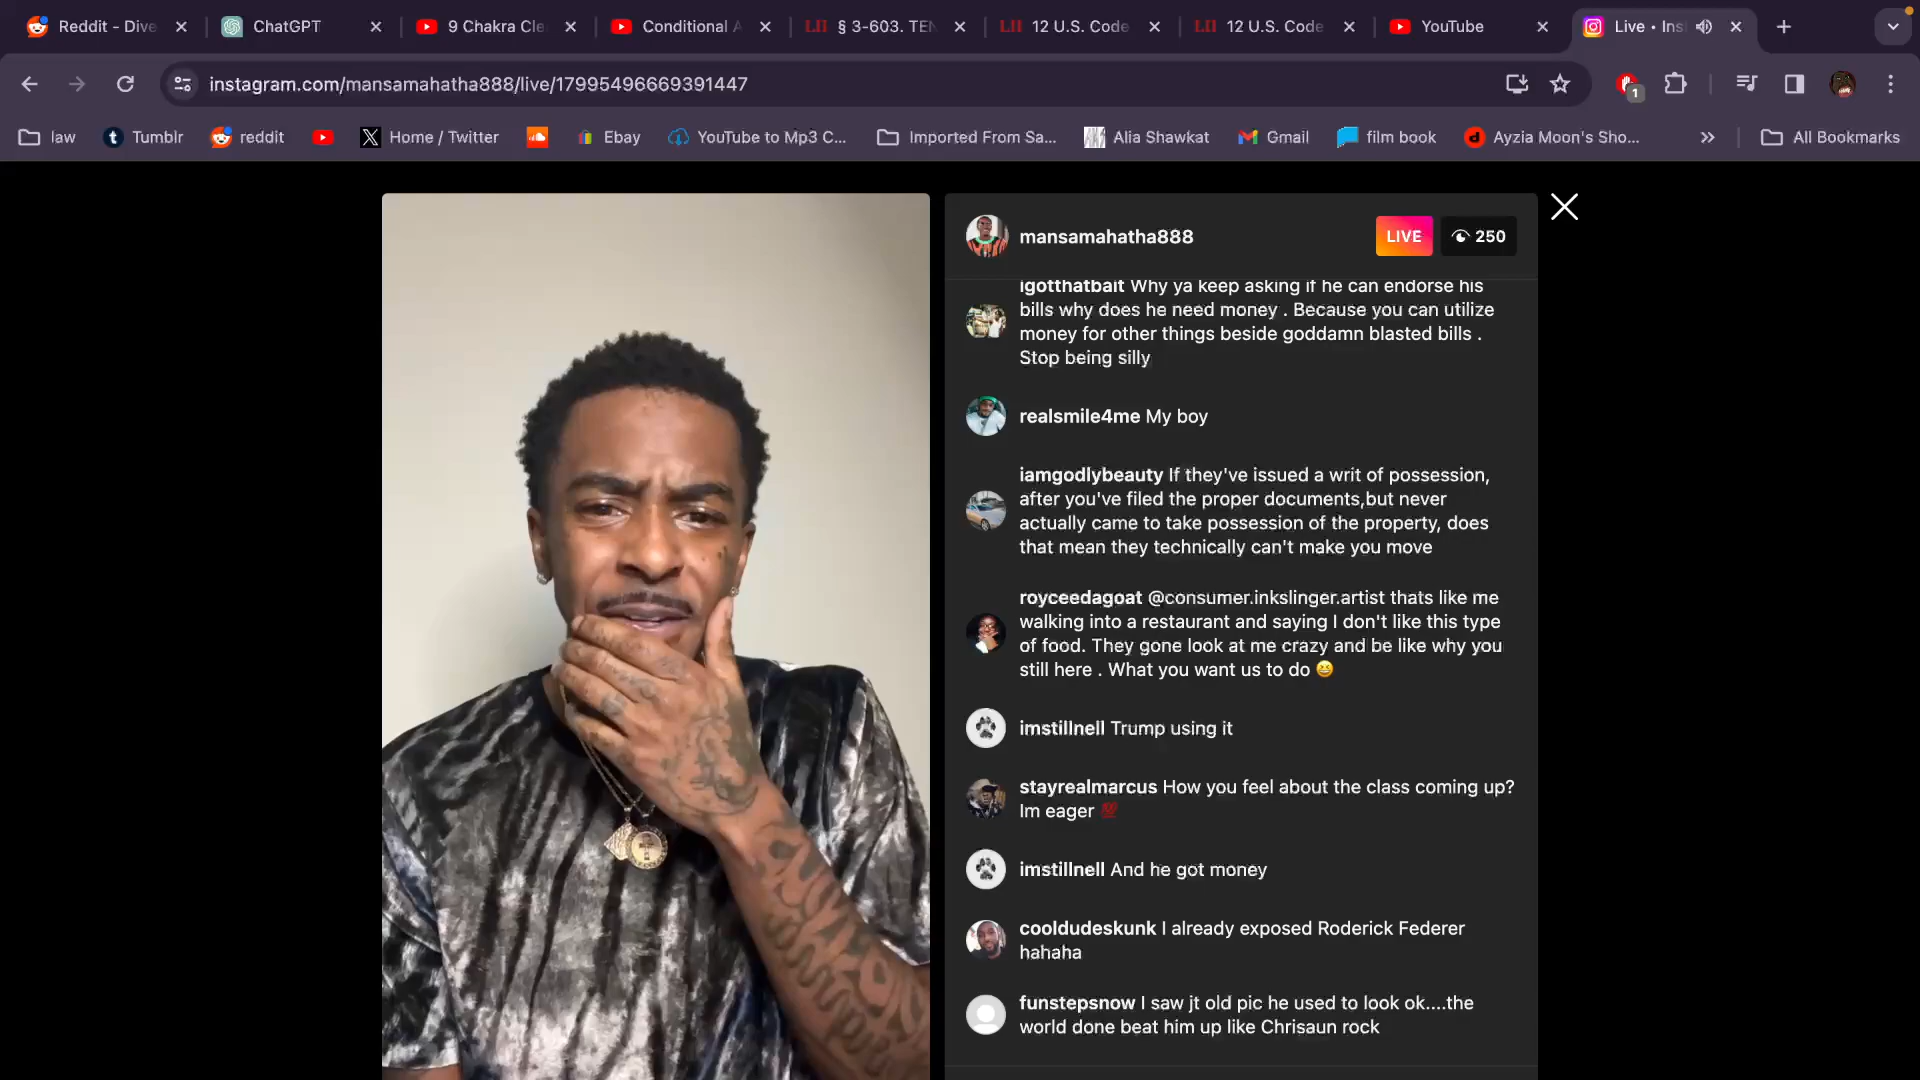 Reddit - Dive
ChatGPT
9 Chakra Cle
Conditional A
§ 3-603. TEN
12 U.S. Code
12 U.S. Code
YouTube
Live • Ins
instagram.com/mansamahatha888/live/17995496669391447
1
law
Tumblr
reddit
Home / Twitter
Ebay
YouTube to Mp3 C...
Imported From Sa...
Alia Shawkat
Gmail
film book
Ayzia Moon's Sho...
All Bookmarks
mansamahatha888
LIVE
250
igotthatbait Why ya keep asking if he can endorse his
bills why does he need money . Because you can utilize
money for other things beside goddamn blasted bills .
Stop being silly
realsmile4me My boy
iamgodlybeauty If they've issued a writ of possession,
after you've filed the proper documents,but never
actually came to take possession of the property, does
that mean they technically can't make you move
royceedagoat @consumer.inkslinger.artist thats like me
walking into a restaurant and saying I don't like this type
of food. They gone look at me crazy and be like why you
still here . What you want us to do 😆
imstillnell Trump using it
stayrealmarcus How you feel about the class coming up?
Im eager 💯
imstillnell And he got money
cooldudeskunk I already exposed Roderick Federer
hahaha
funstepsnow I saw jt old pic he used to look ok....the
world done beat him up like Chrisaun rock